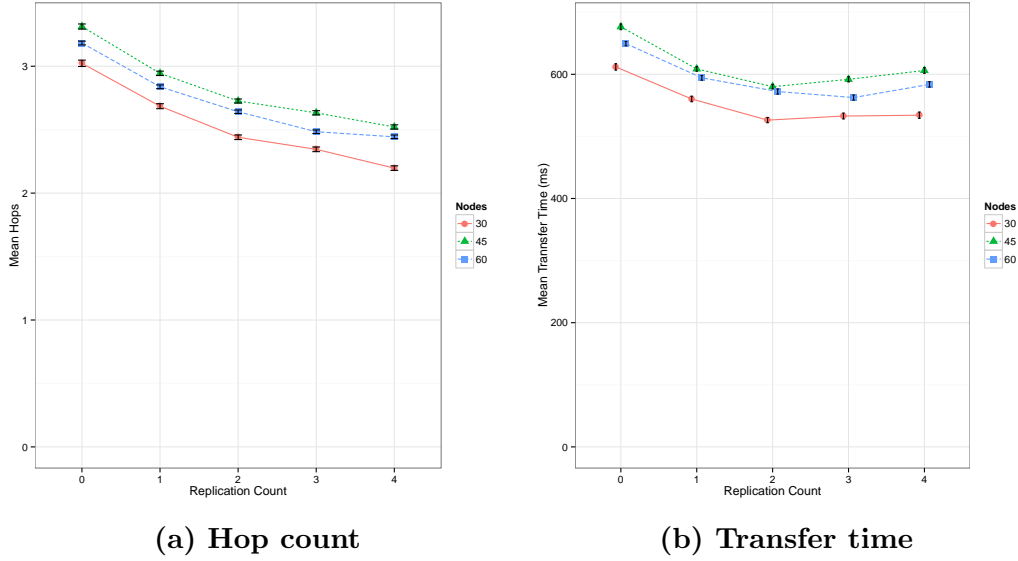 3
2
1
0
Mean Hops
0 1 2 3 4
Replication Count
Nodes
30
45
60
(a) Hop count
600
400
200
0
Mean Trannsfer Time (ms)
0 1 2 3 4
Replication Count
Nodes
30
45
60
(b) Transfer time